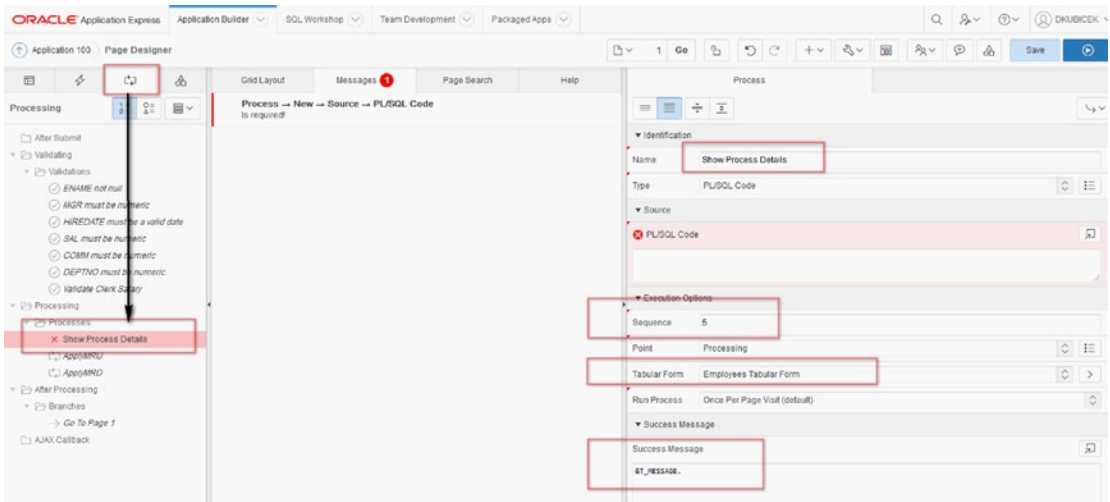 ORACLE Application Express Application Builder SQL Workshop Team Development Packaged Apps DKUBICEK
Application 100 Page Designer 1 Go Save
Grid Layout Messages 1 Page Search Help Process
Processing
After Submit
Validating
Validations
ENAME not null
MGR must be numeric
HIREDATE must be a valid date
SAL must be numeric
COMM must be numeric
DEPTNO must be numeric
Validate Clerk Salary
Processing
Processes
Show Process Details
ApplyMRU
ApplyMRD
After Processing
Branches
Go To Page 1
AJAX Callback
Process → New → Source → PL/SQL Code
Is required!
Identification
Name Show Process Details
Type PL/SQL Code
Source
PL/SQL Code
Execution Options
Sequence 5
Point Processing
Tabular Form Employees Tabular Form
Run Process Once Per Page Visit (default)
Success Message
Success Message
&T_MESSAGE.